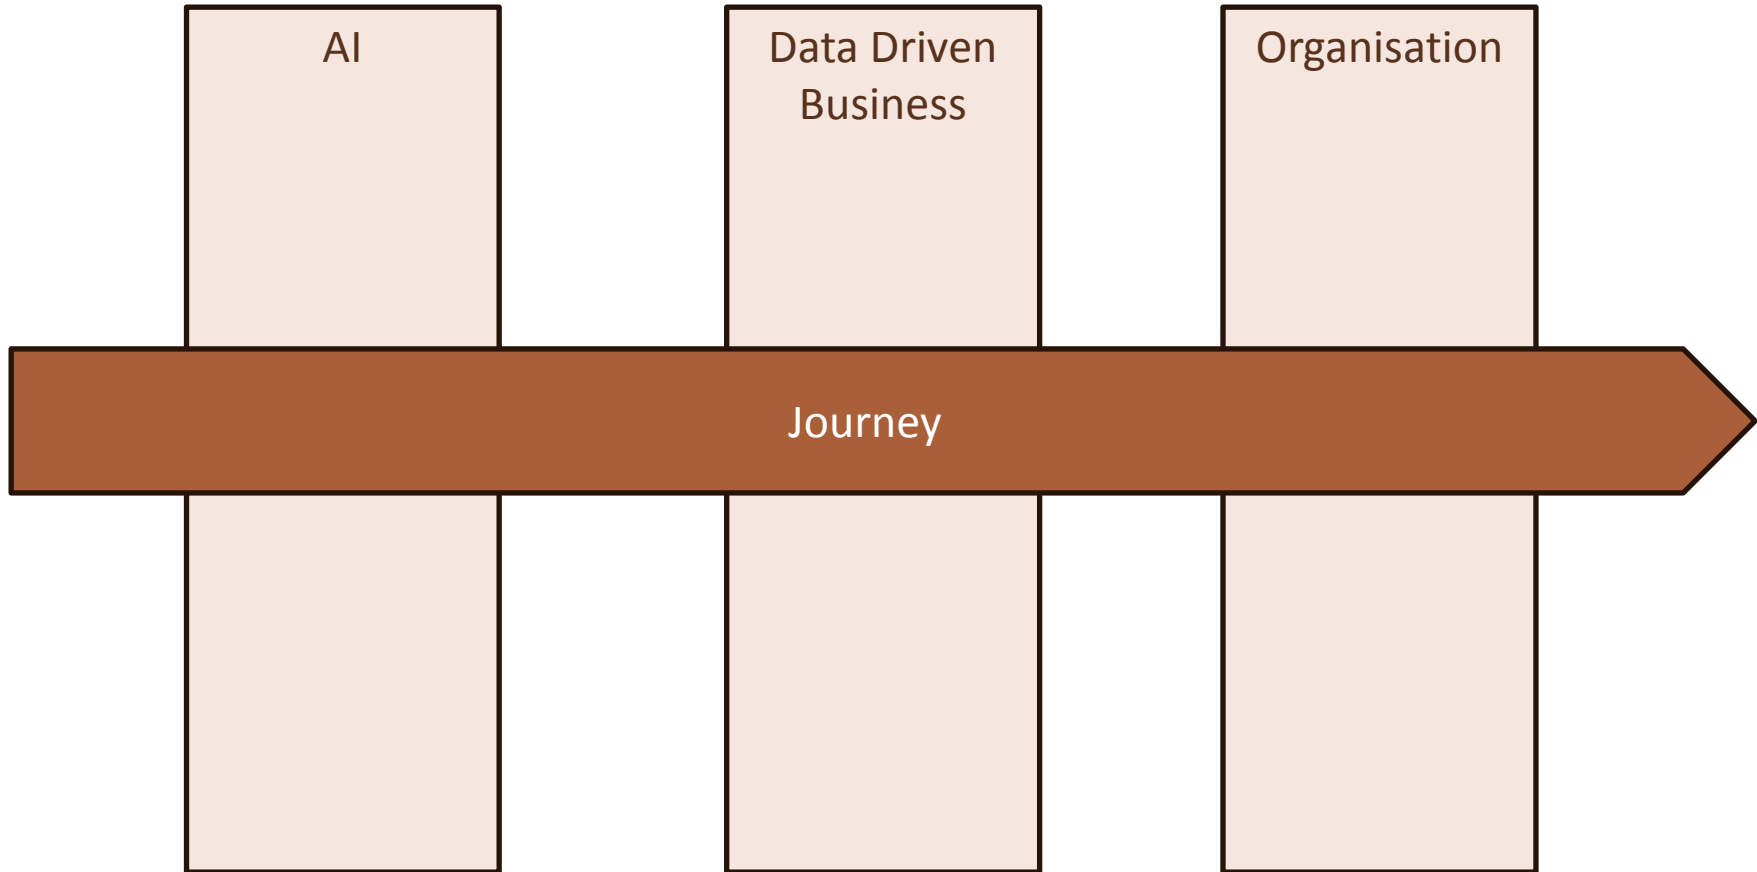 AI
Data Driven
Business
Organisation
Journey